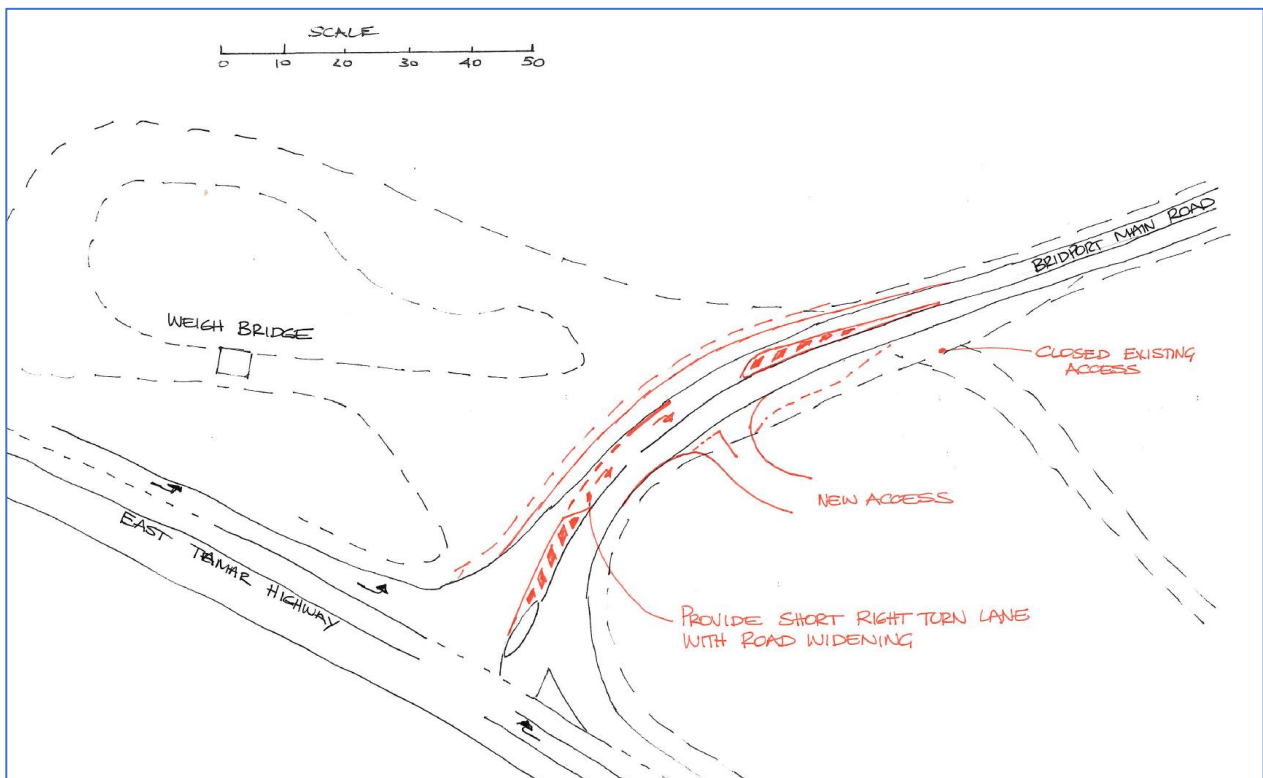 SCALE
0 10 20 30 40 50
BRIDPORT MAIN ROAD
WEIGH BRIDGE
CLOSED EXISTING
ACCESS
NEW ACCESS
EAST TAMAR HIGHWAY
PROVIDE SHORT RIGHT TURN LANE
WITH ROAD WIDENING